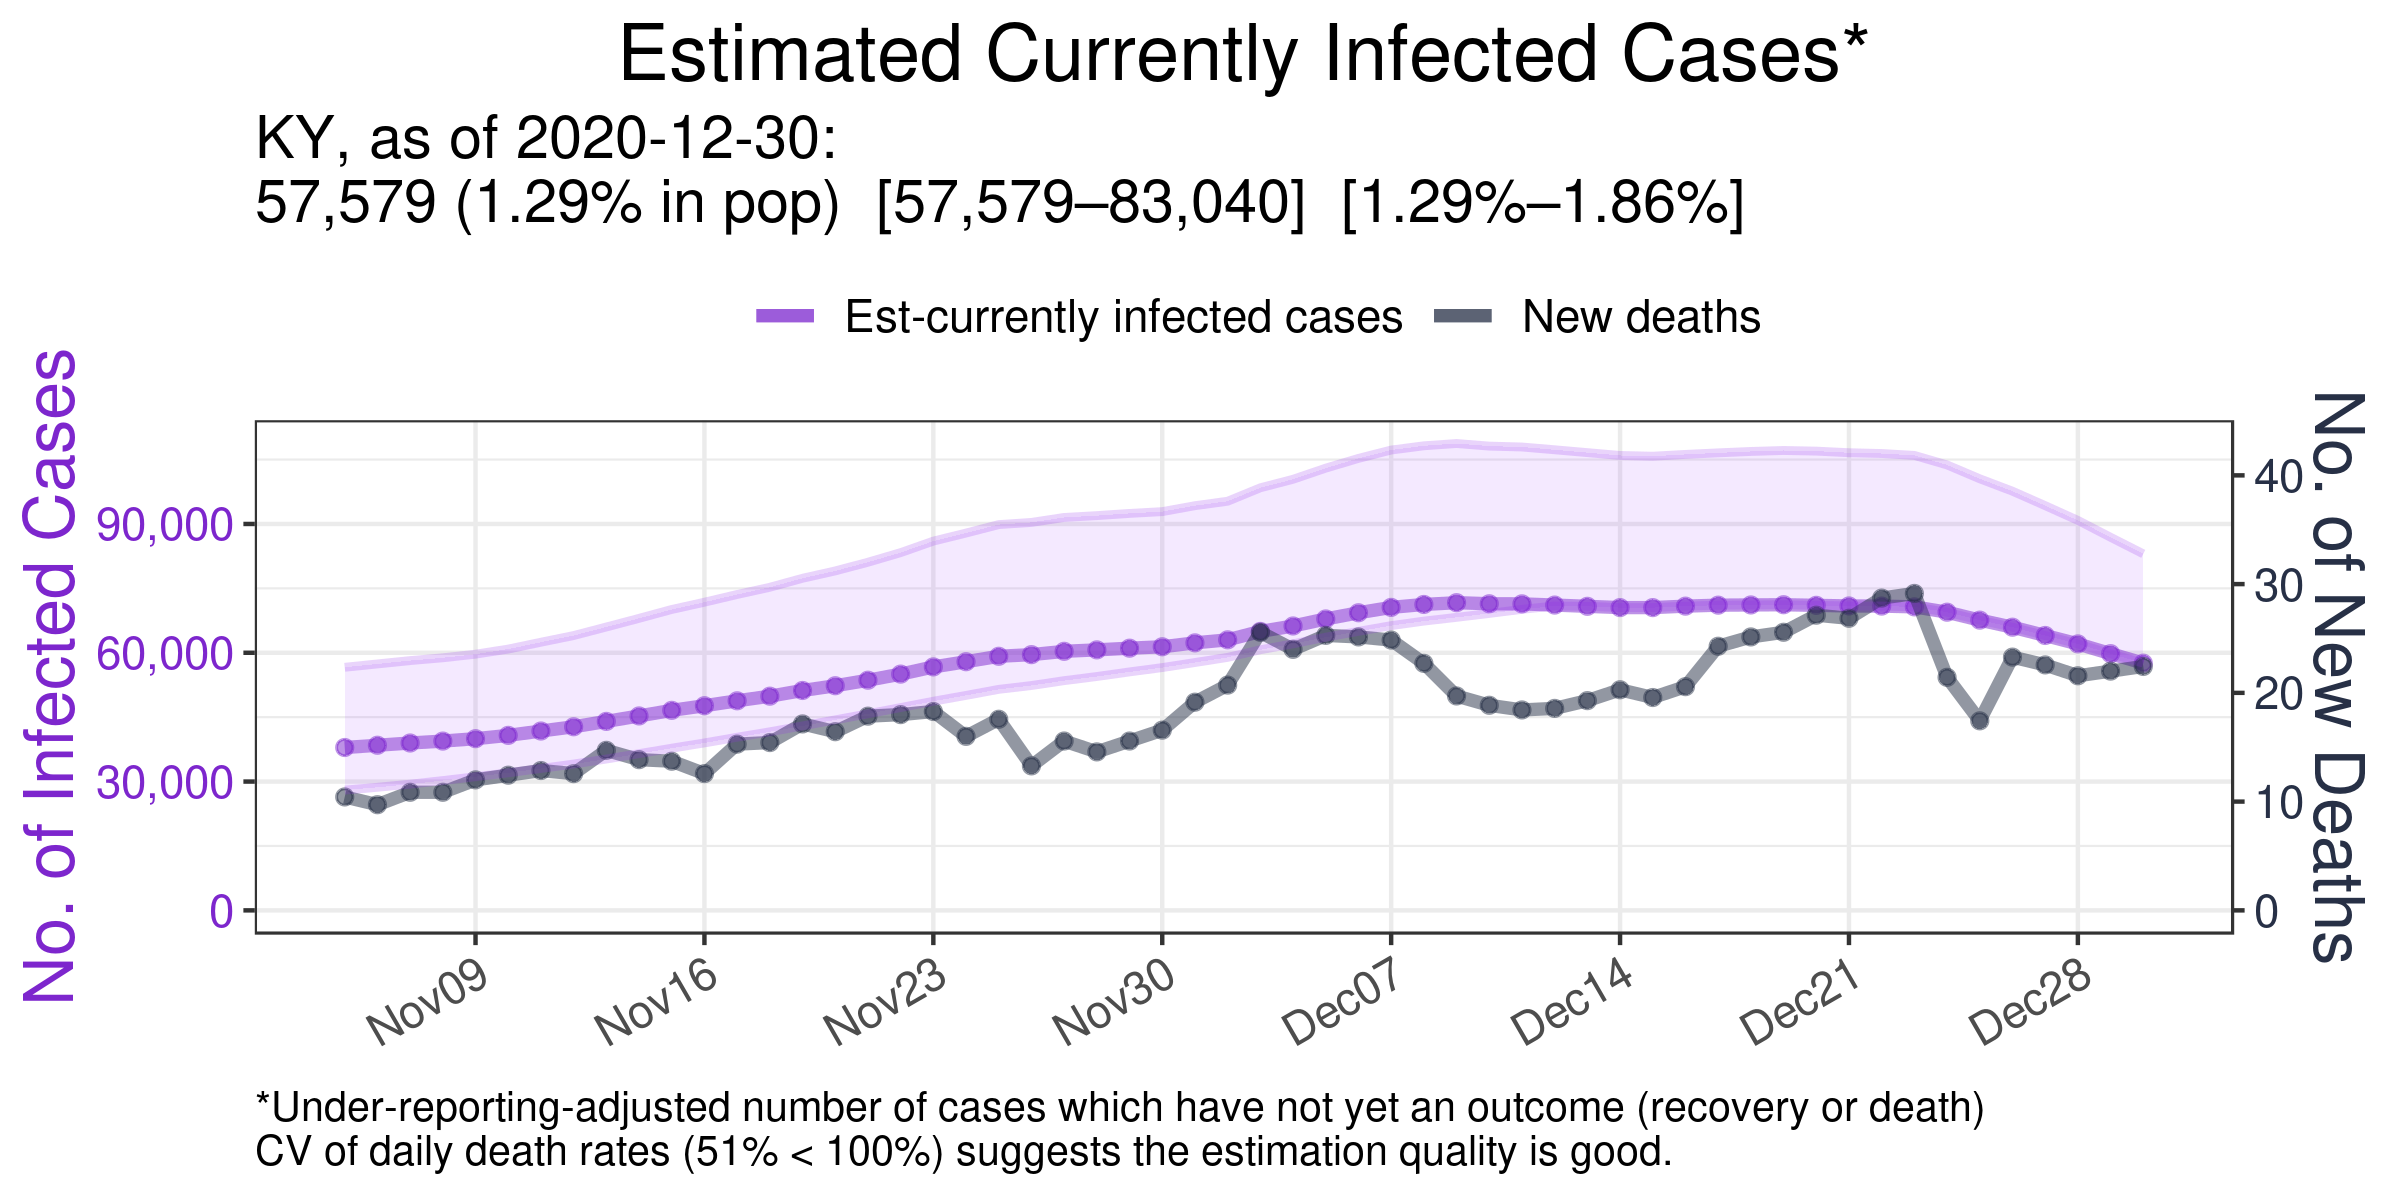 Estimated Currently Infected Cases*
KY, as of 2020-12-30:
57,579 (1.29% in pop)  [57,579–83,040]  [1.29%–1.86%]
Est-currently infected cases
New deaths
No. of Infected Cases
90,000
60,000
30,000
0
40
30
20
10
0
No. of New Deaths
Nov09
Nov16
Nov23
Nov30
Dec07
Dec14
Dec21
Dec28
*Under-reporting-adjusted number of cases which have not yet an outcome (recovery or death)
CV of daily death rates (51% < 100%) suggests the estimation quality is good.